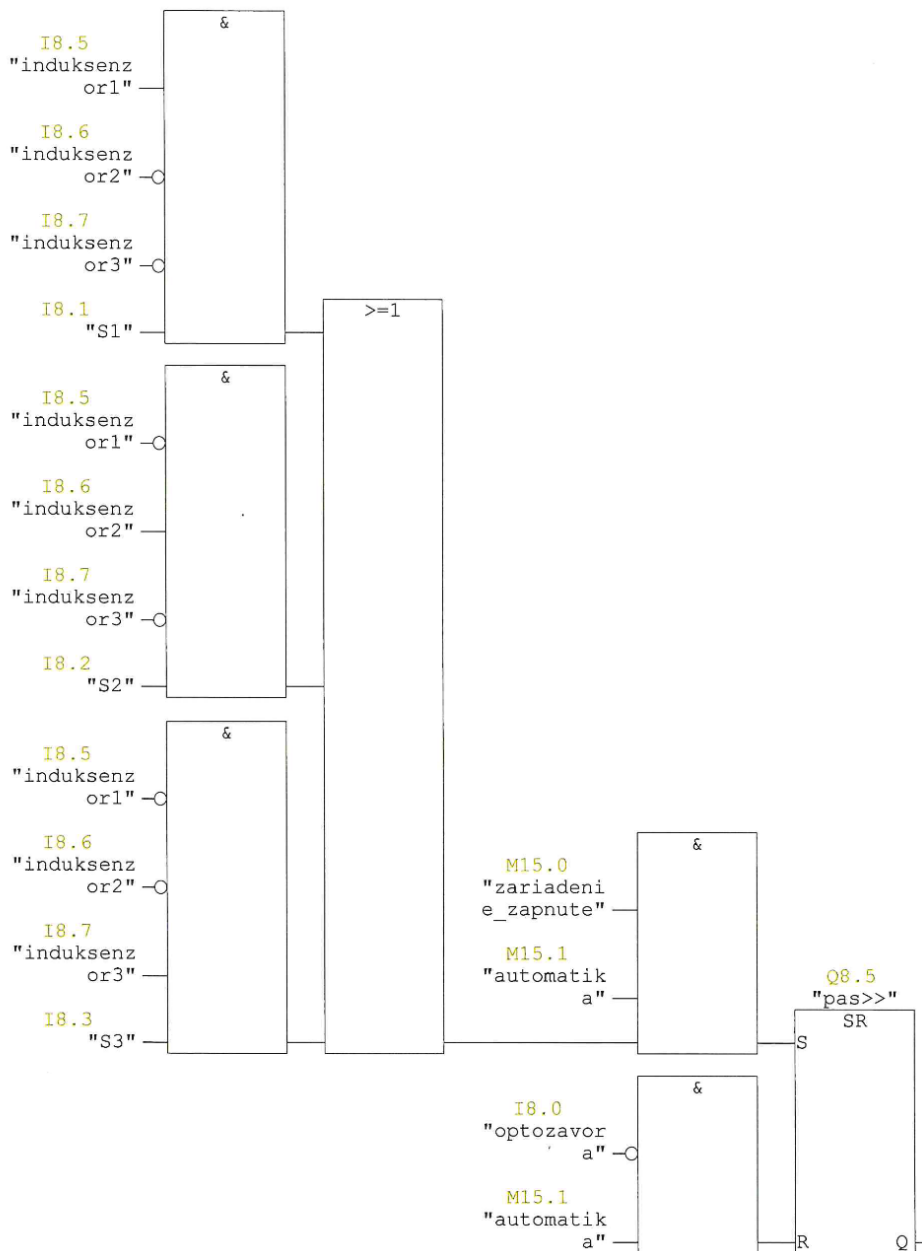 &
I8.5
"induksenz
or1"
I8.6
"induksenz
or2"
I8.7
"induksenz
or3"
I8.1
"S1"
>=1
&
I8.5
"induksenz
or1"
I8.6
"induksenz
or2"
I8.7
"induksenz
or3"
I8.2
"S2"
&
I8.5
"induksenz
or1"
I8.6
"induksenz
or2"
I8.7
"induksenz
or3"
I8.3
"S3"
&
M15.0
"zariadeni
e_zapnute"
M15.1
"automatik
a"
Q8.5
"pas>>"
SR
S
&
I8.0
"optozavor
a"
M15.1
"automatik
a"
R
Q